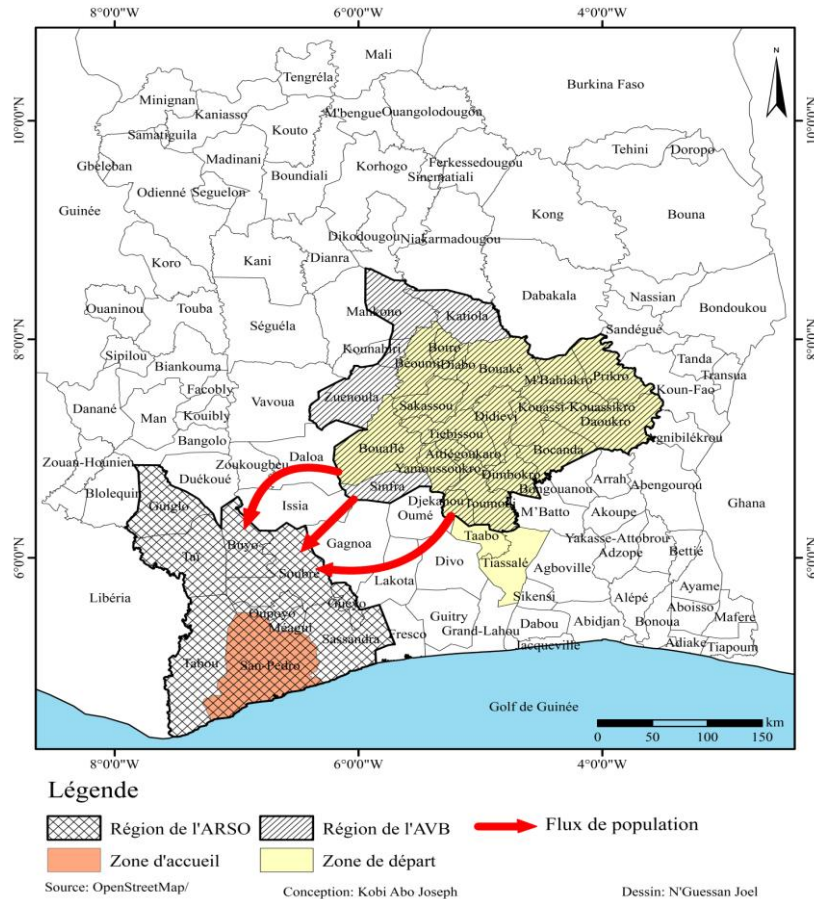 8°0'0"W 6°0'0"W 4°0'0"W
Mali
Burkina Faso
N
Tengréla
Minignan
Kaniasso
M'bengue
Ouangolodougou
10°0'0"N
Samatiguila
Kouto
Tehini
Doropo
Gbéleban
Madinani
Korhogo
Ferkessedougou
Sinematiali
Boundiali
Odienné
Seguelon
Guinée
Kong
Bouna
Dikodougou
Niakarmadougou
Koro
Kani
Dianra
Dabakala
Nassian
Ouaninou
Touba
Mankono
Katiola
Bondoukou
8°0'0"N
Séguéla
Sandégué
Kounahiri
Botro
Sipilou
Biankouma
Béoumi
Diabo
Bouaké
M'Bahiakro
Prikro
Tanda
Transua
Facobly
Zuenoula
Koun-Fao
Danané
Man
Kouibly
Vavoua
Sakassou
Didievi
Kouassi-Kouassikro
Daoukro
Bangolo
Tiebissou
Agnibilékrou
Zouan-Hounien
Daloa
Bouaflé
Attiégouakaro
Bocanda
Zoukougbeu
Yamoussoukro
Dimbokro
Bloléquin
Duékoué
Sinfra
Bongouanou
Arrah
Abengourou
Guiglo
Issia
Djekanou
Toumodi
M'Batto
Ghana
Oumé
Akoupe
Buyo
Gagnoa
Taabo
Yakasse-Attobrou
Taï
Adzope
Bettié
6°0'0"N
Soubré
Divo
Tiassalé
Agboville
Libéria
Lakota
Ayame
Guéyo
Sikensi
Alépé
Aboisso
Oupoyo
Guitry
Mafere
Méagui
Dabou
Abidjan
Bonoua
Sassandra
Fresco
Grand-Lahou
Tabou
San-Pedro
Jacqueville
Adiake
Tiapoum
Golf de Guinée
km
0 50 100 150
8°0'0"W 6°0'0"W 4°0'0"W
Légende
Région de l'ARSO Région de l'AVB Flux de population
Zone d'accueil Zone de départ
Source: OpenStreetMap/ Conception: Kobi Abo Joseph Dessin: N'Guessan Joel